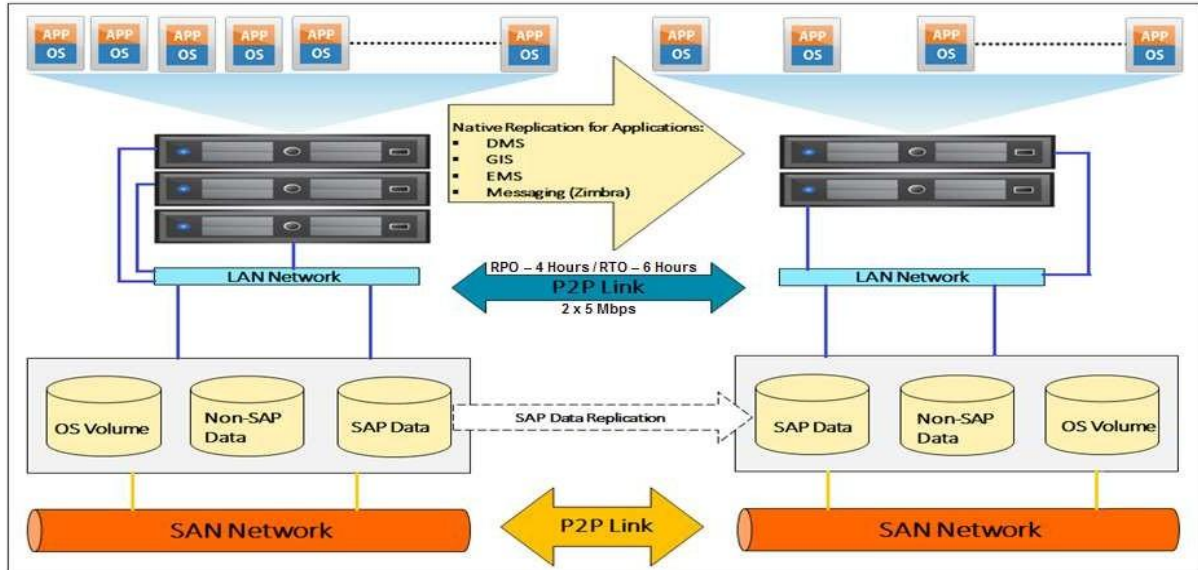 APP
OS
APP
OS
APP
OS
APP
OS
APP
OS
APP
OS
APP
OS
APP
OS
APP
OS
APP
OS
Native Replication for Applications:
▪ DMS
▪ GIS
▪ EMS
▪ Messaging (Zimbra)
LAN Network
RPO – 4 Hours / RTO – 6 Hours
P2P Link
2 x 5 Mbps
LAN Network
OS Volume
Non-SAP
Data
SAP Data
SAP Data Replication
SAP Data
Non-SAP
Data
OS Volume
SAN Network
P2P Link
SAN Network